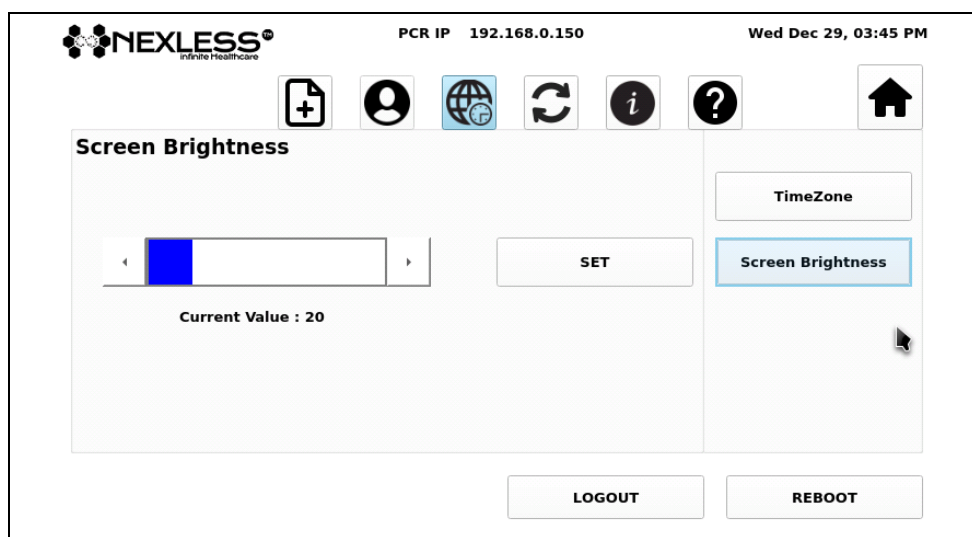 NEXLESS™
Infinite Healthcare
PCR IP 192.168.0.150
Wed Dec 29, 03:45 PM
Screen Brightness
TimeZone
SET
Screen Brightness
Current Value : 20
LOGOUT
REBOOT